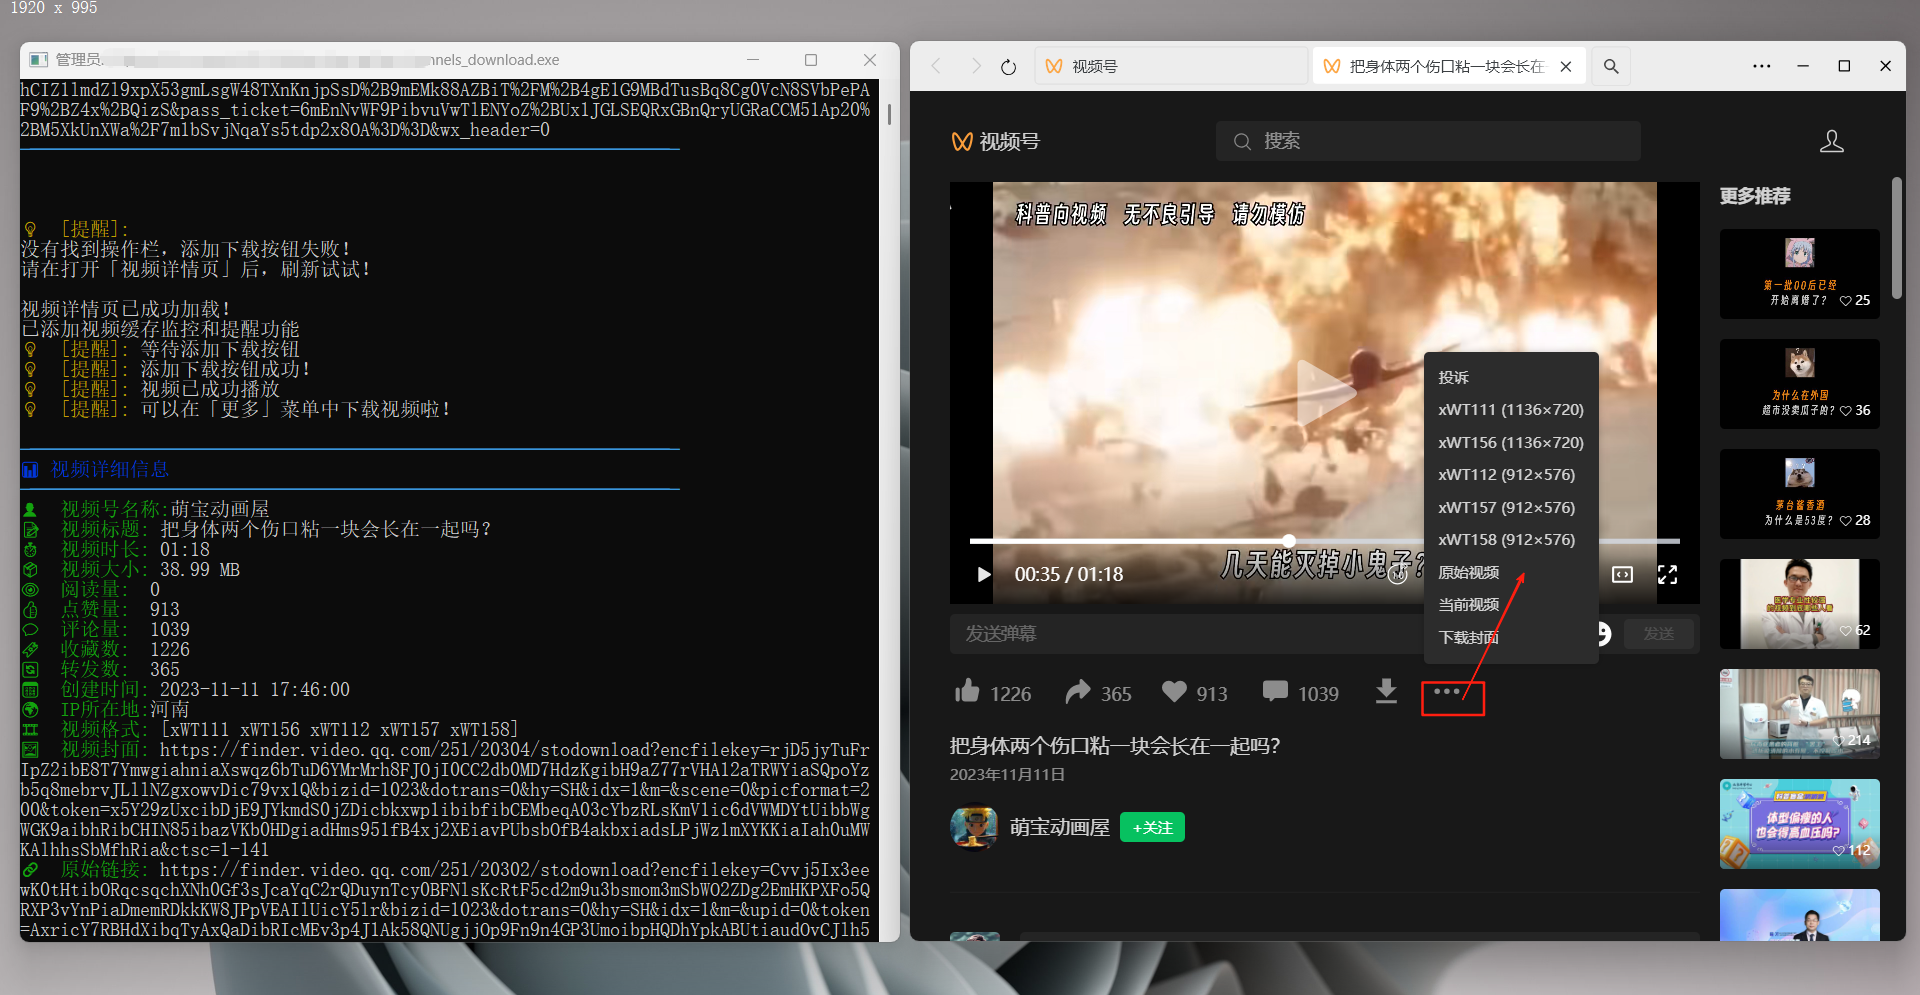 1920 x 995
管理员
nnels_download.exe
hCIZ1lmdZl9xpX53gmLsgW48TXnKnjpSsD%2B9mEMk88AZBiT%2FM%2B4gE1G9MBdTusBq8Cg0VcN8SVbPePA
F9%2BZ4x%2BQizS&pass_ticket=6mEnNvWF9PibvuVwTlENYoZ%2BUxlJGLSEQRxGBnQryUGRaCCM51Ap20%
2BM5XkUnXWa%2F7mlbSvjNqaYs5tdp2x8OA%3D%3D&wx_header=0
[提醒]:
没有找到操作栏，添加下载按钮失败！
请在打开「视频详情页」后，刷新试试！
视频详情页已成功加载！
已添加视频缓存监控和提醒功能
[提醒]: 等待添加下载按钮
[提醒]: 添加下载按钮成功！
[提醒]: 视频已成功播放
[提醒]: 可以在「更多」菜单中下载视频啦！
视频详细信息
视频号名称:萌宝动画屋
视频标题: 把身体两个伤口粘一块会长在一起吗？
视频时长: 01:18
视频大小: 38.99 MB
阅读量: 0
点赞量: 913
评论量: 1039
收藏数: 1226
转发数: 365
创建时间: 2023-11-11 17:46:00
IP所在地:河南
视频格式: [xWT111 xWT156 xWT112 xWT157 xWT158]
视频封面: https://finder.video.qq.com/251/20304/stodownload?encfilekey=rjD5jyTuFr
IpZ2ibE8T7YmwgiahniaXswqz6bTuD6YMrMrh8FJOjI0CC2db0MD7HdzKgibH9aZ77rVHAl2aTRWYiaSQpoYz
b5q8mebrvJLl1NZgxowvDic79vxlQ&bizid=1023&dotrans=0&hy=SH&idx=1&m=&scene=0&picformat=2
00&token=x5Y29zUxcibDjE9JYkmdS0jZDicbkxwplibibfibCEMbeqA03cYbzRLsKmVlic6dVWMDYtUibbWg
WGK9aibhRibCHIN85ibazVKbOHDgiadHms951fB4xj2XEiavPUbsbOfB4akbxiadsLPjWzlmXYKKiaIah0uMW
KAlhhsSbMfhRia&ctsc=1-141
原始链接: https://finder.video.qq.com/251/20302/stodownload?encfilekey=Cvvj5Ix3ee
wK0tHtibORqcsqchXNh0Gf3sJcaYqC2rQDuynTcy0BFNlsKcRtF5cd2m9u3bsmom3mSbWO2ZDg2EmHKPXFo5Q
RXP3vYnPiaDmemRDkkKW8JPpVEAIlUicY5lr&bizid=1023&dotrans=0&hy=SH&idx=1&m=&upid=0&token
=AxricY7RBHdXibqTyAxQaDibRIcMEv3p4JlAk58QNUgjjOp9Fn9n4GP3UmoibpHQDhYpkABUtiaudOvCJlh5
视频号
把身体两个伤口粘一块会长在
视频号
搜索
科普向视频 无不良引导 请勿模仿
几天能灭掉小鬼子？
00:35 / 01:18
投诉
xWT111 (1136×720)
xWT156 (1136×720)
xWT112 (912×576)
xWT157 (912×576)
xWT158 (912×576)
原始视频
当前视频
下载封面
发送弹幕
发送
1226
365
913
1039
把身体两个伤口粘一块会长在一起吗？
2023年11月11日
萌宝动画屋
+关注
更多推荐
第一批00后已经
开始离婚了？
25
为什么在外国
超市没卖瓜子的？
36
茅台酱香酒
为什么是53度？
28
62
214
体型偏瘦的人
也会得高血压吗？
112